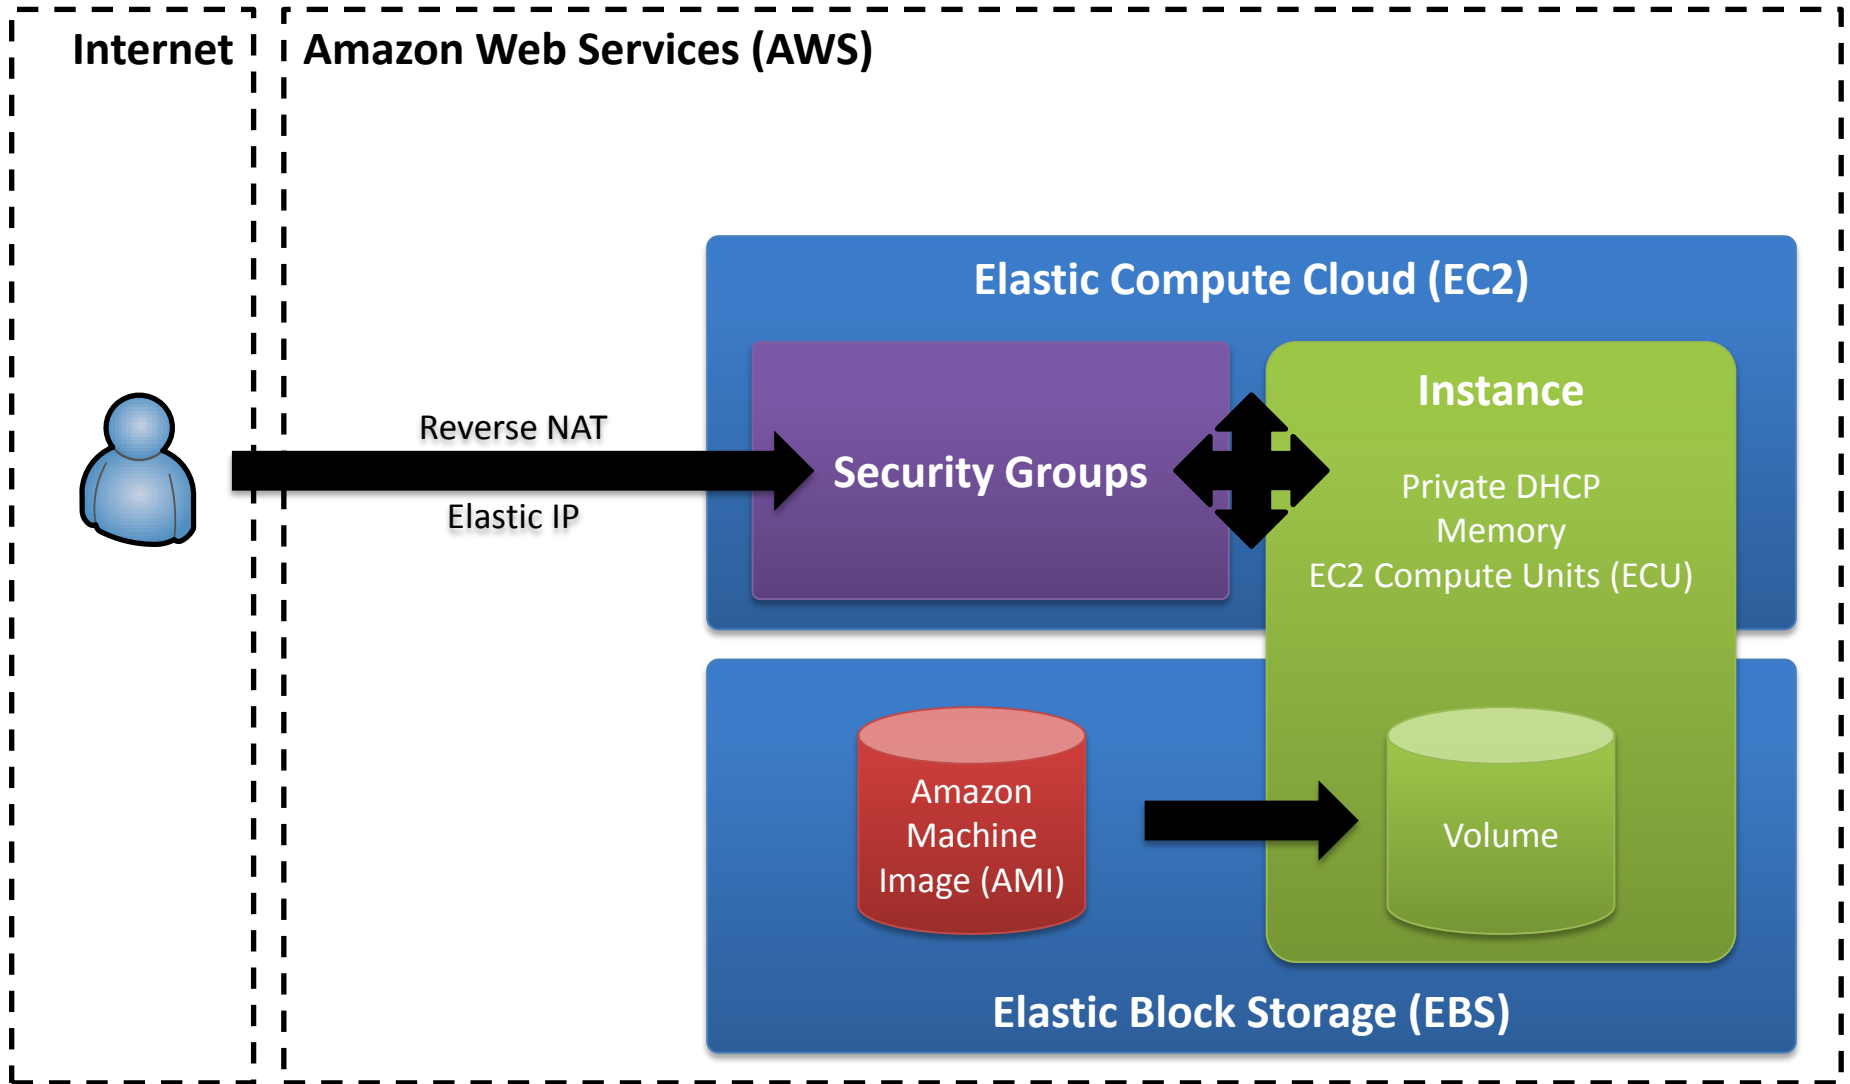 Internet
Amazon Web Services (AWS)
Elastic Compute Cloud (EC2)
Reverse NAT
Elastic IP
Security Groups
Instance
Private DHCP
Memory
EC2 Compute Units (ECU)
Amazon
Machine
Image (AMI)
Volume
Elastic Block Storage (EBS)